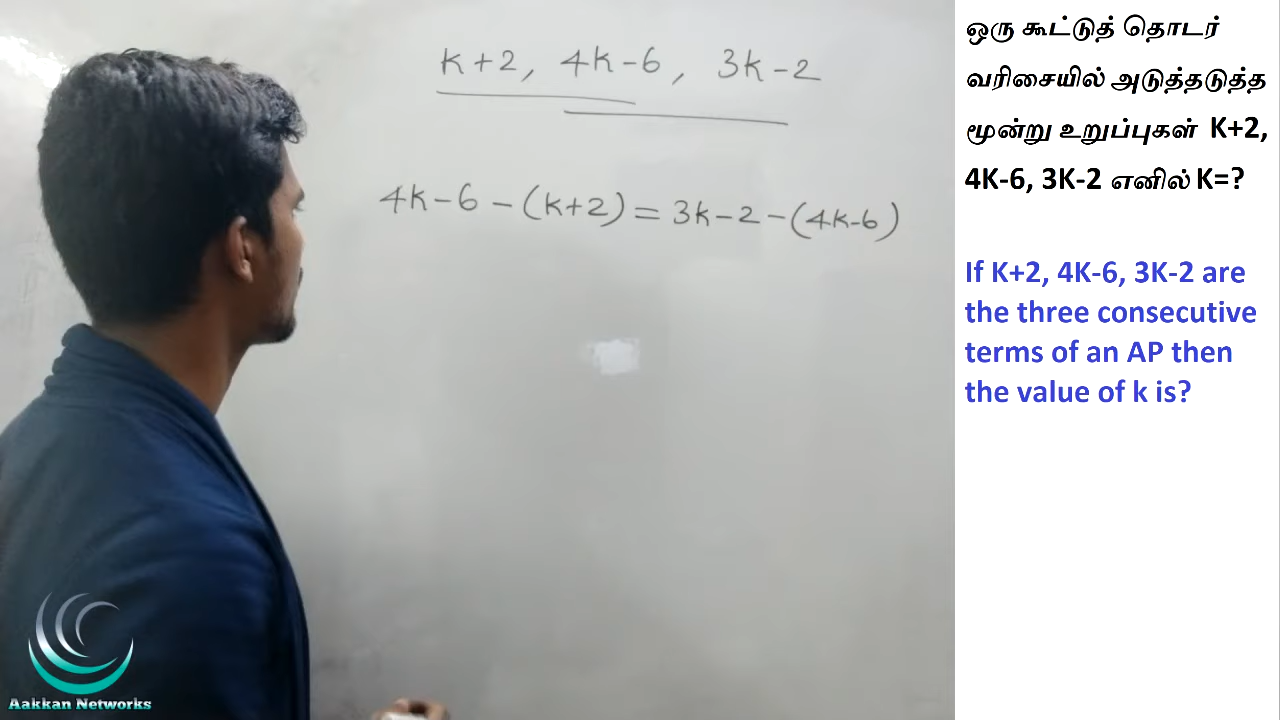 k+2, 4k-6, 3k-2
4k-6-(k+2)=3k-2-(4k-6)
ஒரு கூட்டுத் தொடர்
வரிசையில் அடுத்தடுத்த
மூன்று உறுப்புகள் K+2,
4K-6, 3K-2 எனில் K=?
If K+2, 4K-6, 3K-2 are
the three consecutive
terms of an AP then
the value of k is?
Aakkan Networks